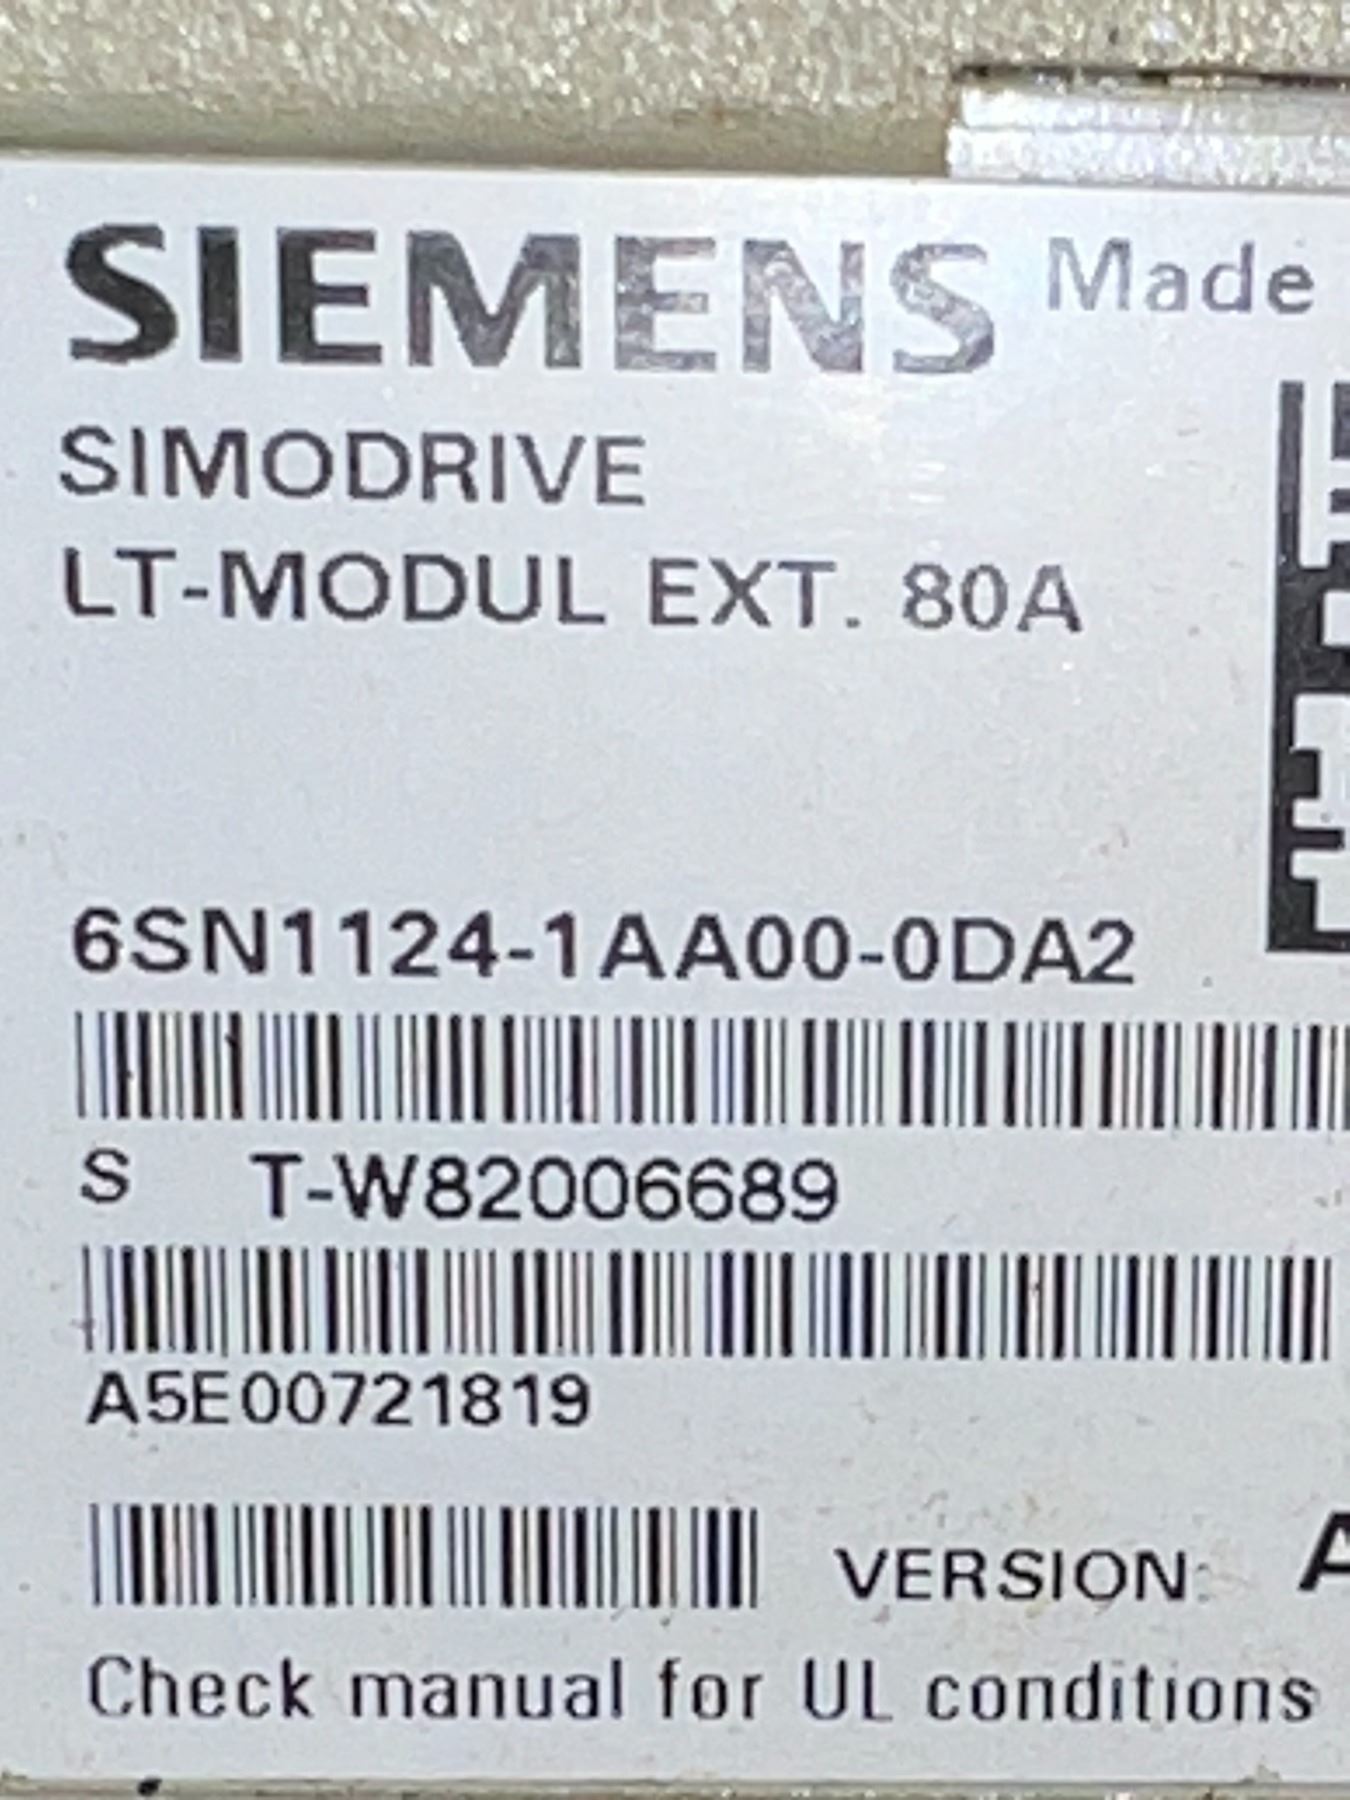 SIEMENS Made
SIMODRIVE
LT-MODUL EXT. 80A
6SN1124-1AA00-0DA2
S T-W82006689
A5E00721819
VERSION: A
Check manual for UL conditions